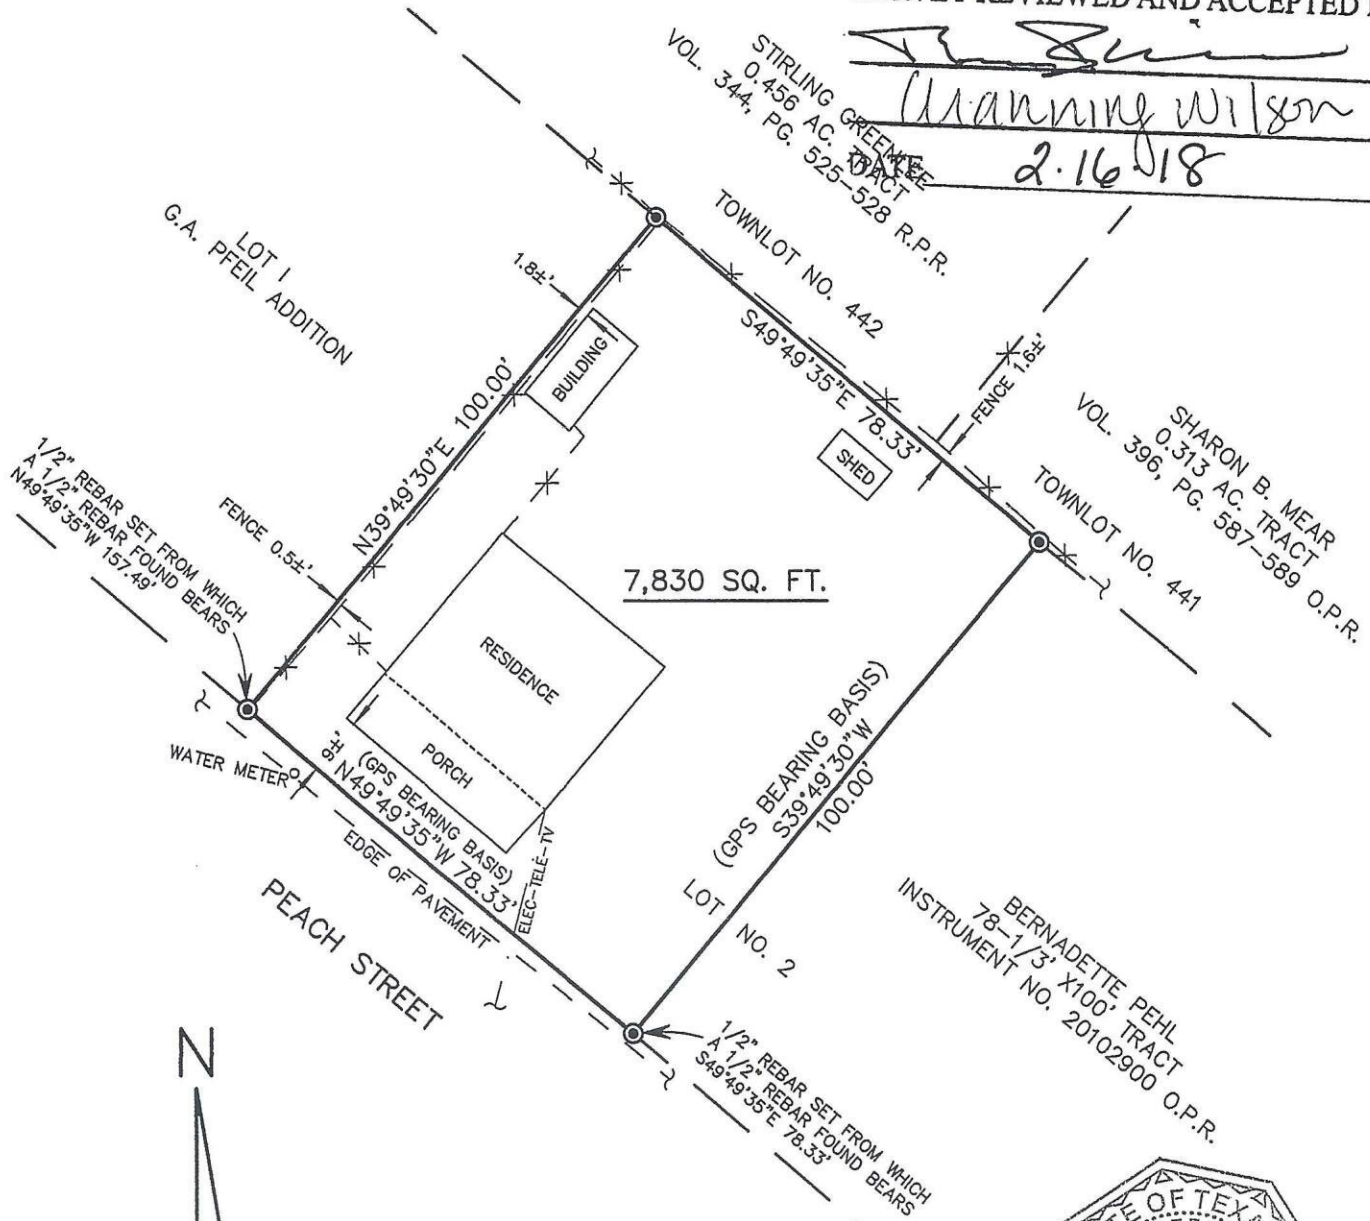 REVIEWED AND ACCEPTED
Channing Wilson
DATE 2.16.18
STIRLING GREENLEE
0.456 AC. TRACT
VOL. 344, PG. 525-528 R.P.R.
TOWNLOT NO. 442
LOT 1
G.A. PFEIL ADDITION
1.8±'
BUILDING
S49°49'35"E 78.33'
FENCE 1.6±'
SHED
SHARON B. MEAR
0.313 AC. TRACT
VOL. 396, PG. 587-589 O.P.R.
TOWNLOT NO. 441
N39°49'30"E 100.00'
FENCE 0.5±'
1/2" REBAR SET FROM WHICH
A 1/2" REBAR FOUND BEARS
N49°49'35"W 157.49'
7,830 SQ. FT.
RESIDENCE
PORCH
(GPS BEARING BASIS)
S39°49'30"W
100.00'
WATER METER
9'±
(GPS BEARING BASIS)
N49°49'35"W 78.33'
ELEC-TELE-TV
EDGE OF PAVEMENT
PEACH STREET
LOT NO. 2
BERNADETTE PEHL
78-1/3' X100' TRACT
INSTRUMENT NO. 20102900 O.P.R.
1/2" REBAR SET FROM WHICH
A 1/2" REBAR FOUND BEARS
S49°49'35"E 78.33'
N
OF TEXA